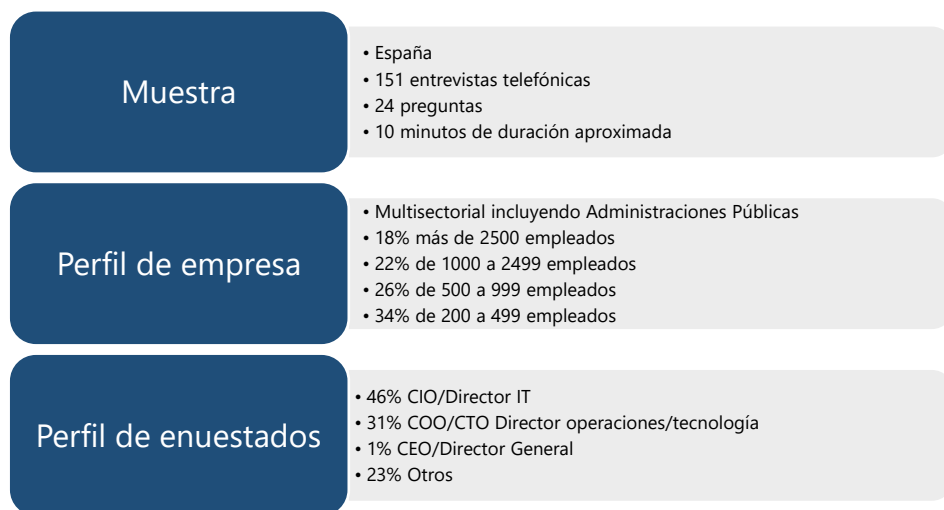 Muestra
• España
• 151 entrevistas telefónicas
• 24 preguntas
• 10 minutos de duración aproximada
Perfil de empresa
• Multisectorial incluyendo Administraciones Públicas
• 18% más de 2500 empleados
• 22% de 1000 a 2499 empleados
• 26% de 500 a 999 empleados
• 34% de 200 a 499 empleados
Perfil de enuestados
• 46% CIO/Director IT
• 31% COO/CTO Director operaciones/tecnología
• 1% CEO/Director General
• 23% Otros